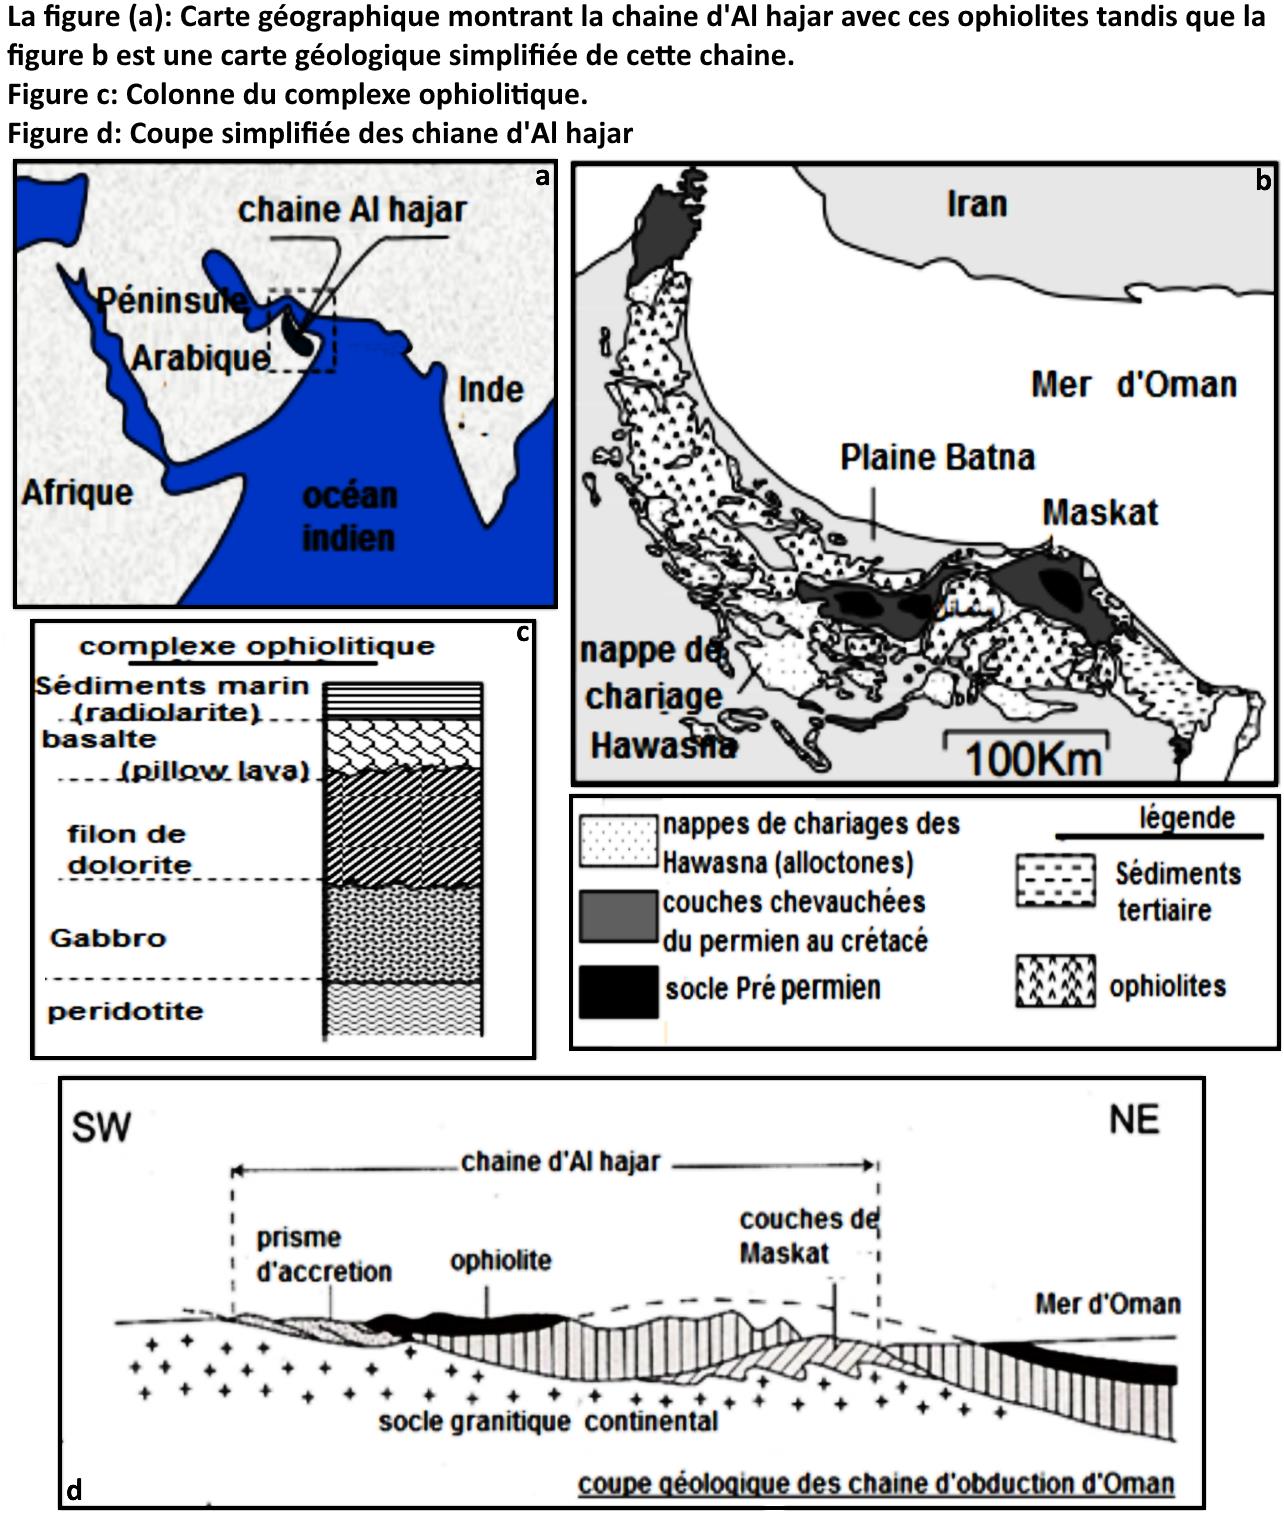 La figure (a): Carte géographique montrant la chaine d'Al hajar avec ces ophiolites tandis que la
figure b est une carte géologique simplifiée de cette chaine.
Figure c: Colonne du complexe ophiolitique.
Figure d: Coupe simplifiée des chiane d'Al hajar
a
chaine Al hajar
Péninsule
Arabique
Inde
Afrique
océan
indien
b
Iran
Mer d'Oman
Plaine Batna
Maskat
nappe de
chariage
Hawasna
100Km
c
complexe ophiolitique
Sédiments marin
(radiolarite)
basalte
(pillow lava)
filon de
dolorite
Gabbro
peridotite
légende
nappes de chariages des
Hawasna (alloctones)
couches chevauchées
du permien au crétacé
socle Pré permien
Sédiments
tertiaire
ophiolites
SW
NE
chaine d'Al hajar
prisme
d'accretion
ophiolite
couches de
Maskat
Mer d'Oman
socle granitique continental
d
coupe géologique des chaine d'obduction d'Oman